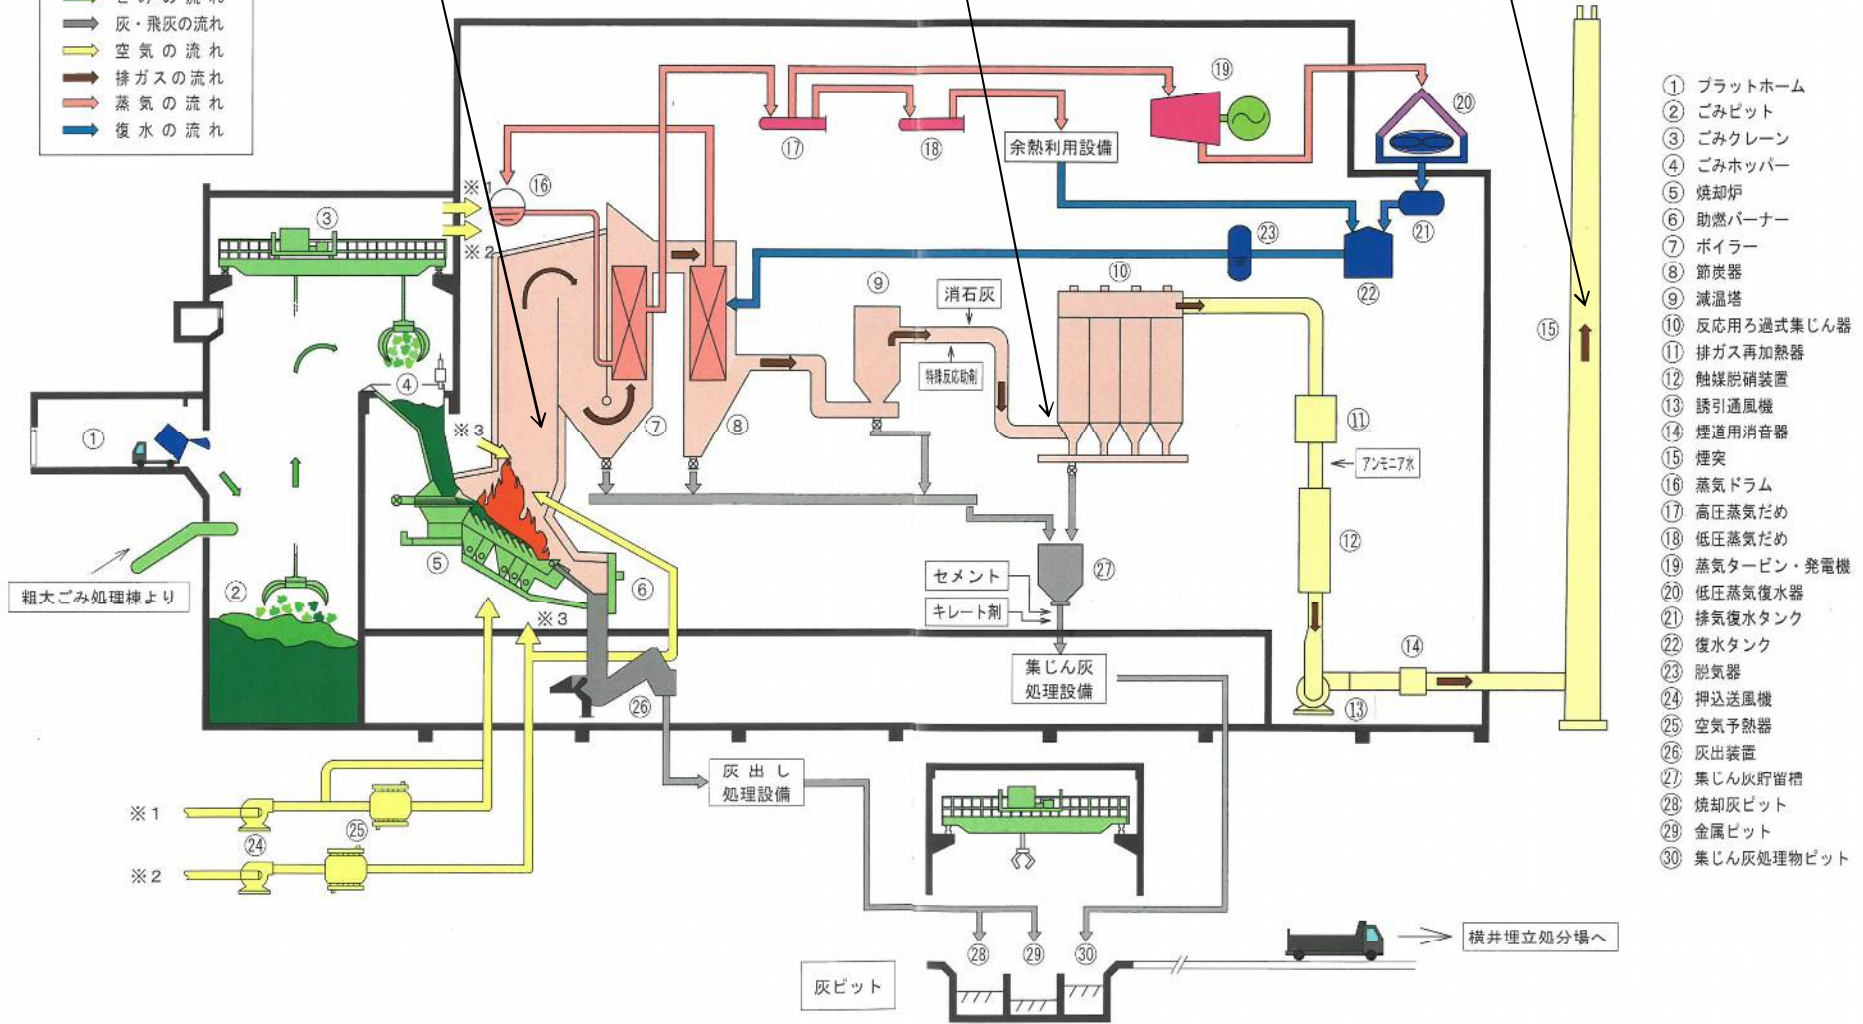 ごみの流れ
灰・飛灰の流れ
空気の流れ
排ガスの流れ
蒸気の流れ
復水の流れ
※1
※2
③
⑯
⑰
⑱
余熱利用設備
⑲
⑳
㉑
㉒
㉓
⑩
⑨
消石灰
特殊反応助剤
⑮
④
①
※3
⑦
⑧
⑪
アンモニア水
⑫
⑤
⑥
②
粗大ごみ処理棟より
※3
㉗
セメント
キレート剤
集じん灰
処理設備
⑭
⑬
㉖
灰出し
処理設備
※1
㉔
㉕
※2
㉘
㉙
㉚
灰ピット
横井埋立処分場へ
① プラットホーム
② ごみピット
③ ごみクレーン
④ ごみホッパー
⑤ 焼却炉
⑥ 助燃バーナー
⑦ ボイラー
⑧ 節炭器
⑨ 減温塔
⑩ 反応用ろ過式集じん器
⑪ 排ガス再加熱器
⑫ 触媒脱硝装置
⑬ 誘引通風機
⑭ 煙道用消音器
⑮ 煙突
⑯ 蒸気ドラム
⑰ 高圧蒸気だめ
⑱ 低圧蒸気だめ
⑲ 蒸気タービン・発電機
⑳ 低圧蒸気復水器
㉑ 排気復水タンク
㉒ 復水タンク
㉓ 脱気器
㉔ 押込送風機
㉕ 空気予熱器
㉖ 灰出装置
㉗ 集じん灰貯留槽
㉘ 焼却灰ピット
㉙ 金属ピット
㉚ 集じん灰処理物ピット